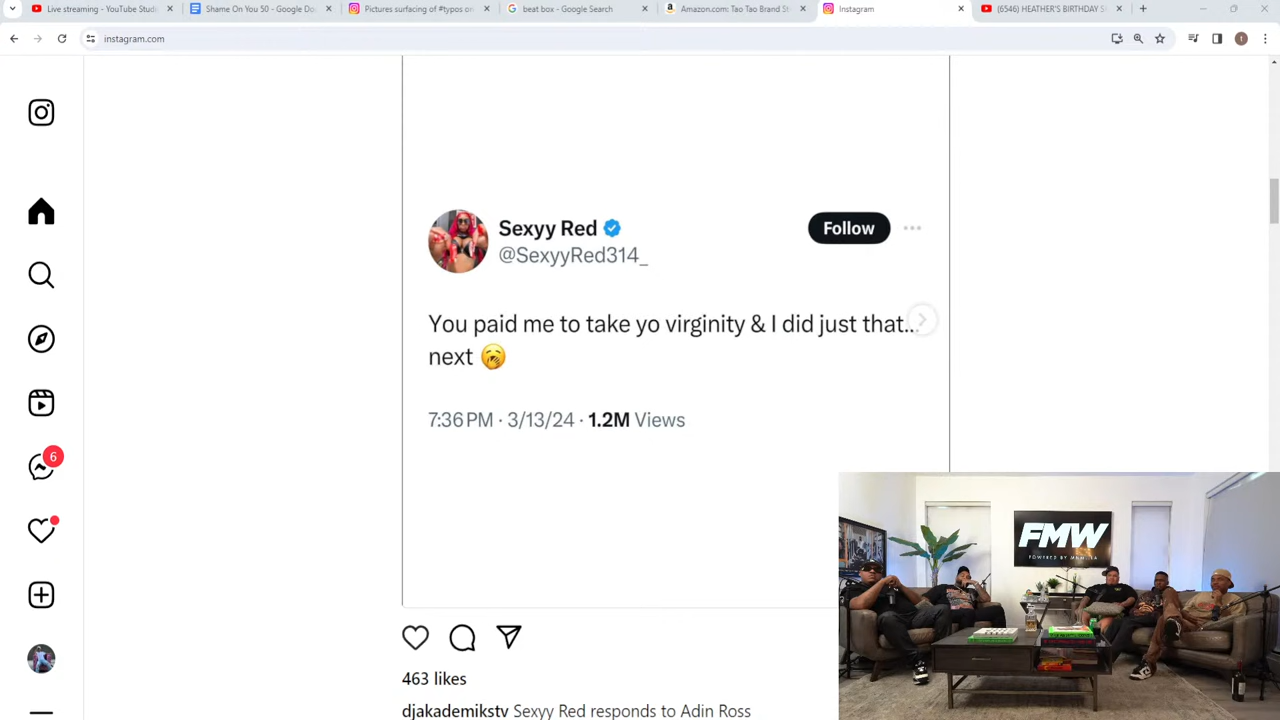 Live streaming - YouTube Stud
Shame On You 50 - Google Do
Pictures surfacing of #typos on
beat box - Google Search
Amazon.com: Tao Tao Brand St
Instagram
(6546) HEATHER'S BIRTHDAY S
instagram.com
t
Sexyy Red
@SexyyRed314_
Follow
You paid me to take yo virginity & I did just that...
next 🥱
7:36 PM · 3/13/24 · 1.2M Views
6
FMW
POWERED BY
463 likes
djakademikstv Sexyy Red responds to Adin Ross